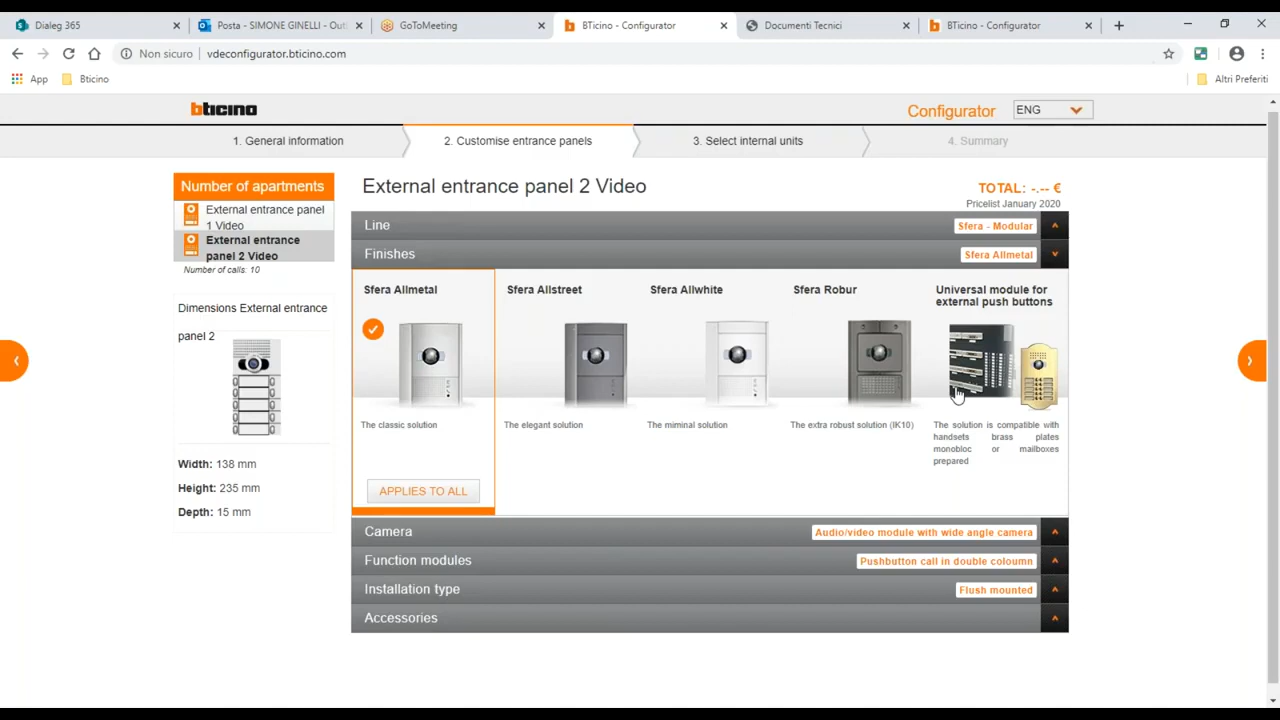 Dialeg 365
Posta - SIMONE GINELLI - Outl
GoToMeeting
BTicino - Configurator
Documenti Tecnici
BTicino - Configurator
Non sicuro
vdeconfigurator.bticino.com
App
Bticino
Altri Preferiti
bticino
Configurator
ENG
1. General information
2. Customise entrance panels
3. Select internal units
4. Summary
Number of apartments
External entrance panel
1 Video
External entrance
panel 2 Video
Number of calls: 10
Dimensions External entrance
panel 2
Width: 138 mm
Height: 235 mm
Depth: 15 mm
External entrance panel 2 Video
TOTAL: -.-- €
Pricelist January 2020
Line
Sfera - Modular
Finishes
Sfera Allmetal
Sfera Allmetal
The classic solution
APPLIES TO ALL
Sfera Allstreet
The elegant solution
Sfera Allwhite
The miminal solution
Sfera Robur
The extra robust solution (IK10)
Universal module for
external push buttons
The solution is compatible with
handsets brass plates
monobloc or mailboxes
prepared
Camera
Audio/video module with wide angle camera
Function modules
Pushbutton call in double coloumn
Installation type
Flush mounted
Accessories